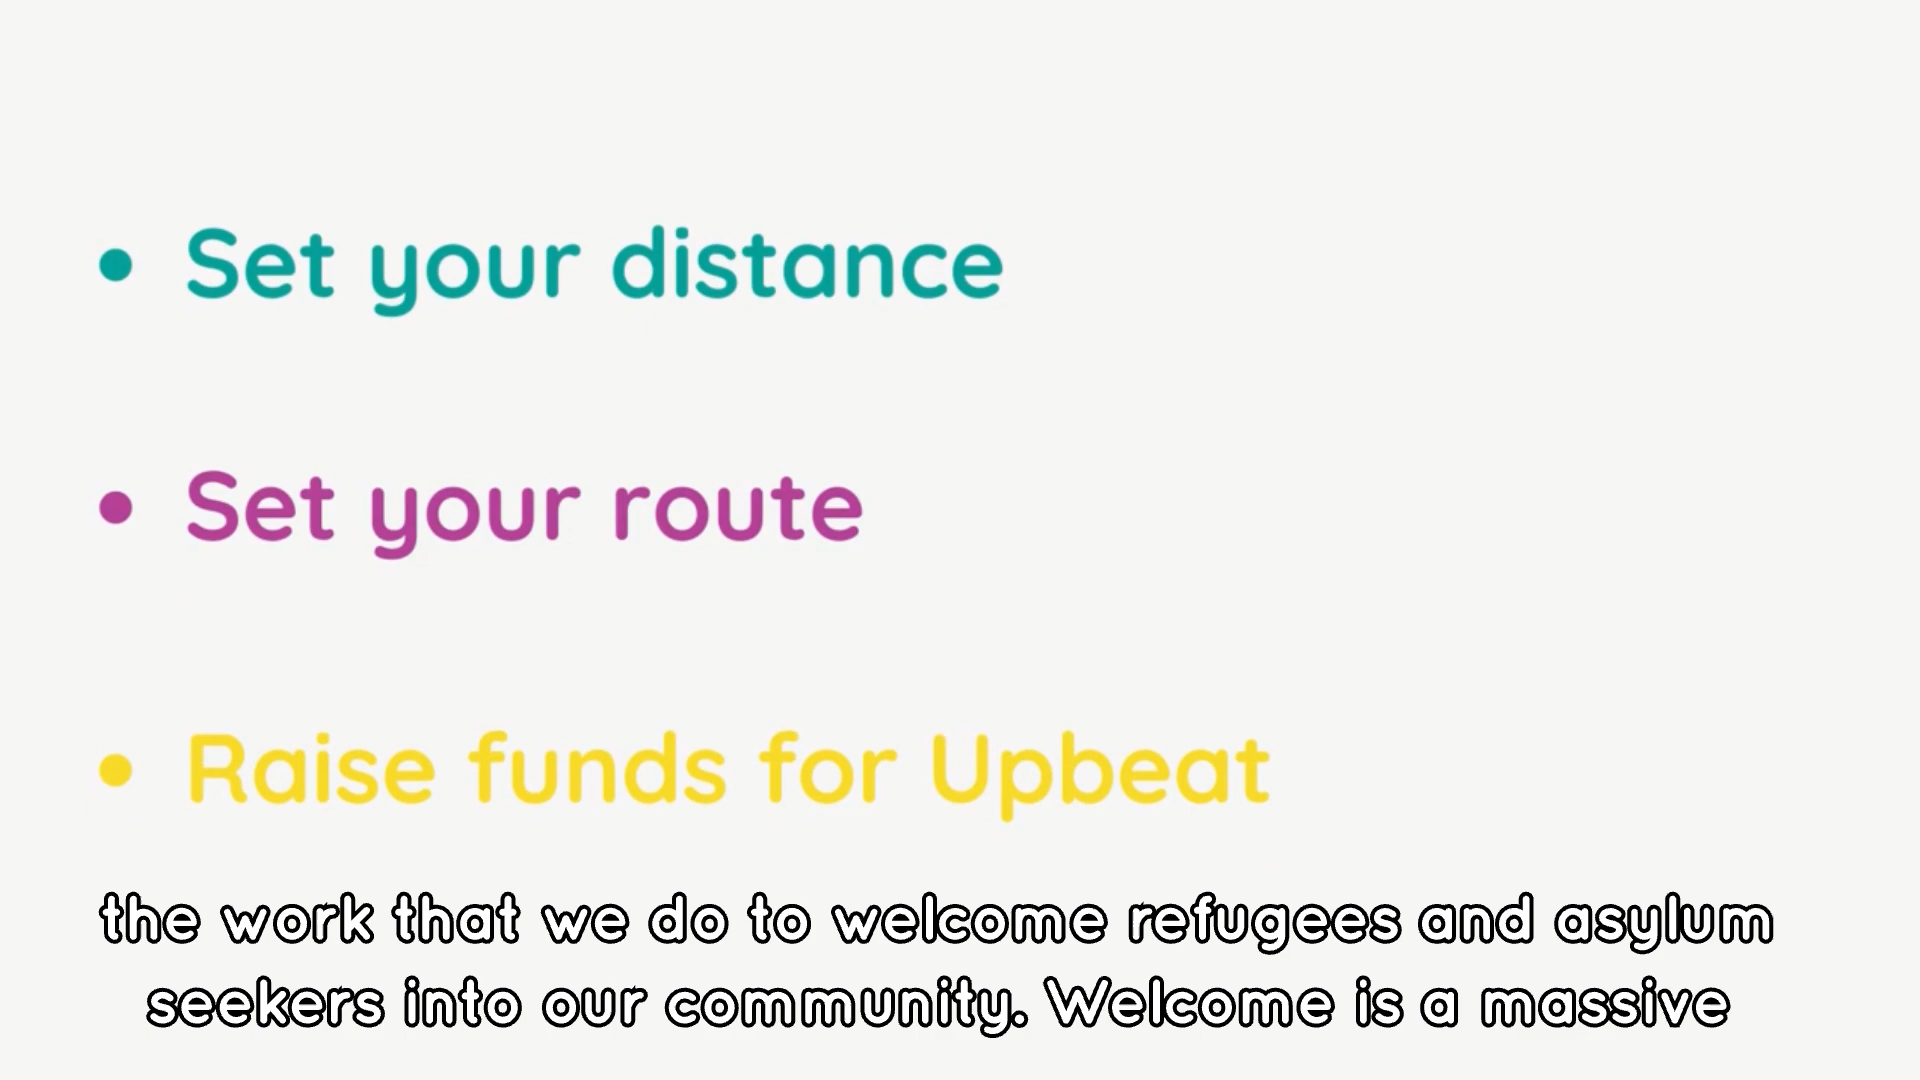 • Set your distance
• Set your route
• Raise funds for Upbeat
the work that we do to welcome refugees and asylum
seekers into our community. Welcome is a massive